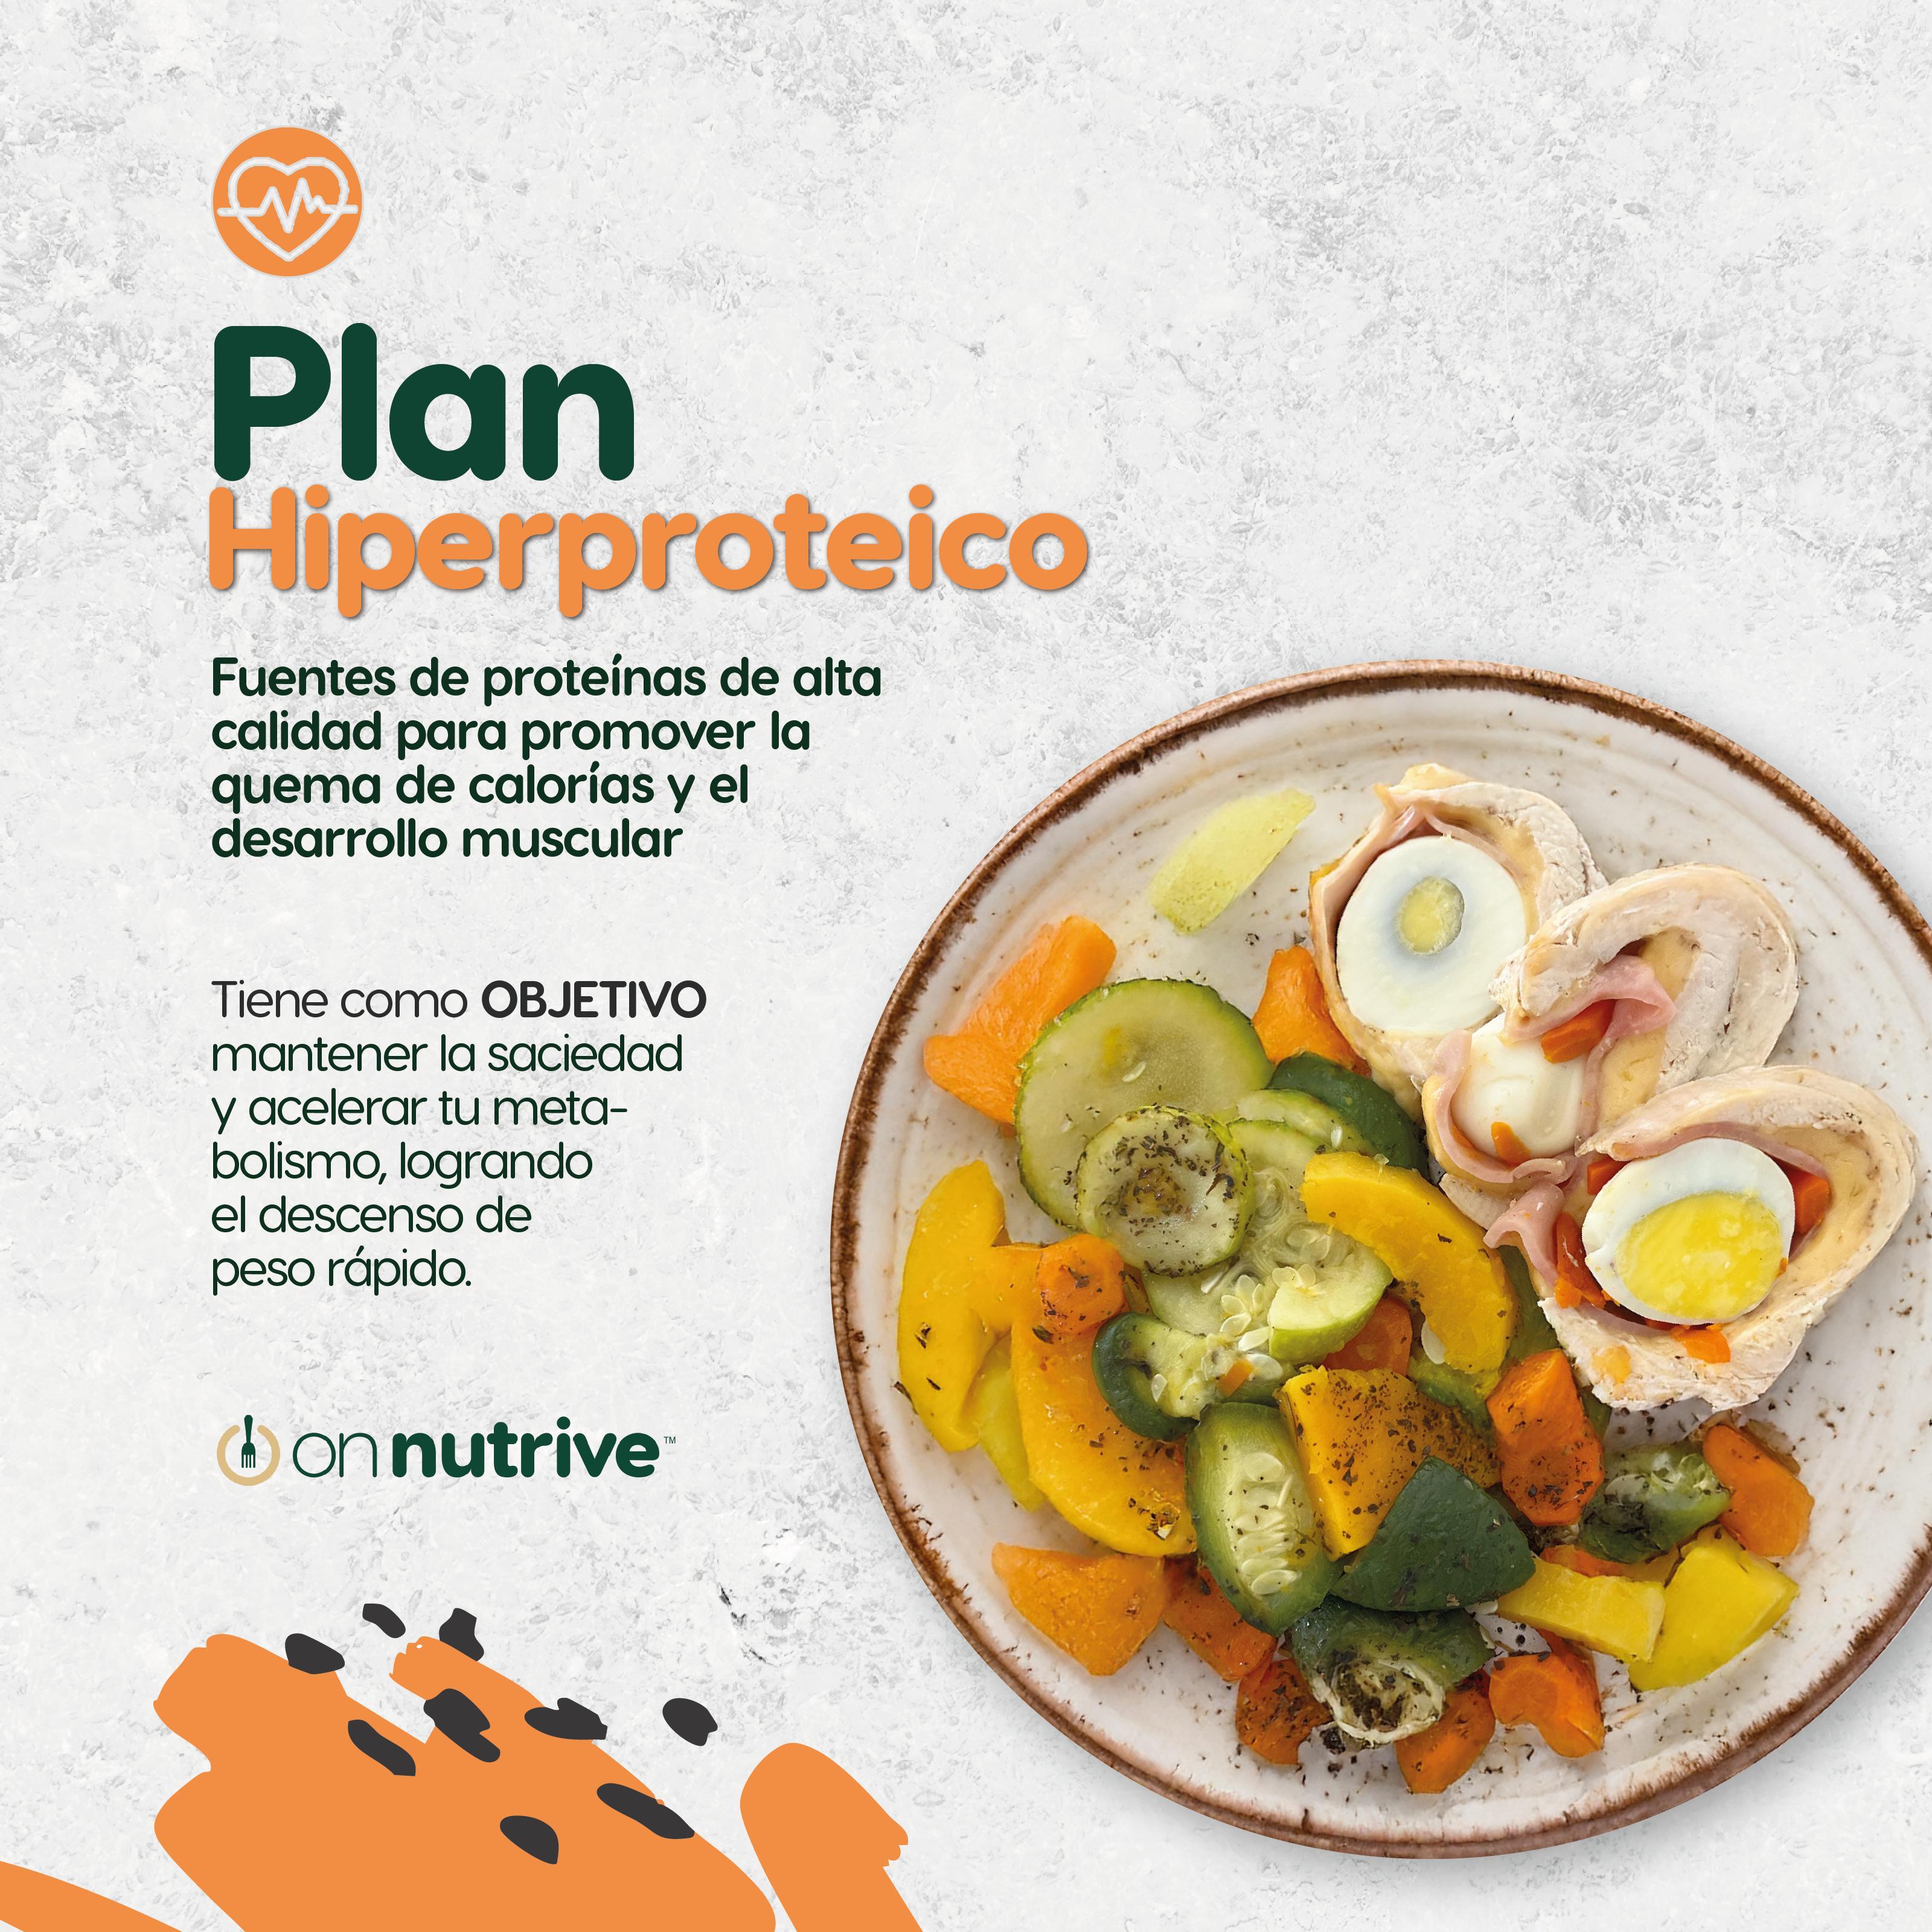 Plan
Hiperproteico
Fuentes de proteínas de alta
calidad para promover la
quema de calorías y el
desarrollo muscular
Tiene como OBJETIVO
mantener la saciedad
y acelerar tu meta-
bolismo, logrando
el descenso de
peso rápido.
on nutrive™